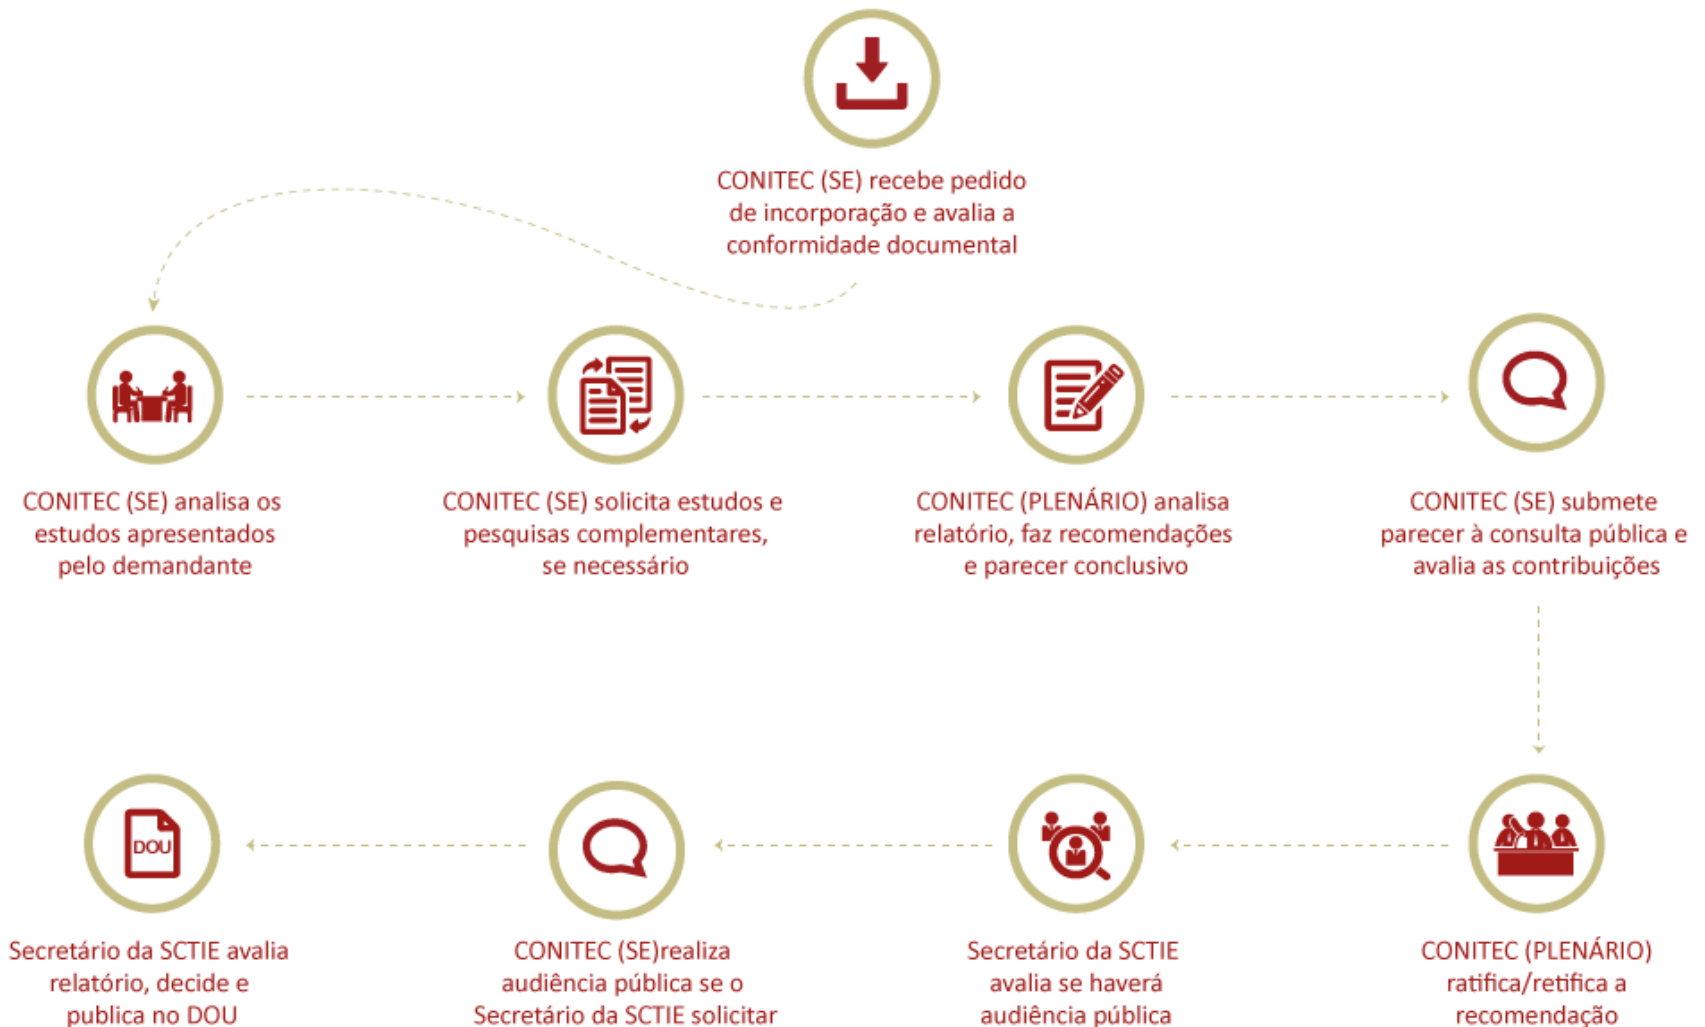 CONITEC (SE) recebe pedido
de incorporação e avalia a
conformidade documental
CONITEC (SE) analisa os
estudos apresentados
pelo demandante
CONITEC (SE) solicita estudos e
pesquisas complementares,
se necessário
CONITEC (PLENÁRIO) analisa
relatório, faz recomendações
e parecer conclusivo
CONITEC (SE) submete
parecer à consulta pública e
avalia as contribuições
CONITEC (PLENÁRIO)
ratifica/retifica a
recomendação
Secretário da SCTIE
avalia se haverá
audiência pública
CONITEC (SE)realiza
audiência pública se o
Secretário da SCTIE solicitar
DOU
Secretário da SCTIE avalia
relatório, decide e
publica no DOU